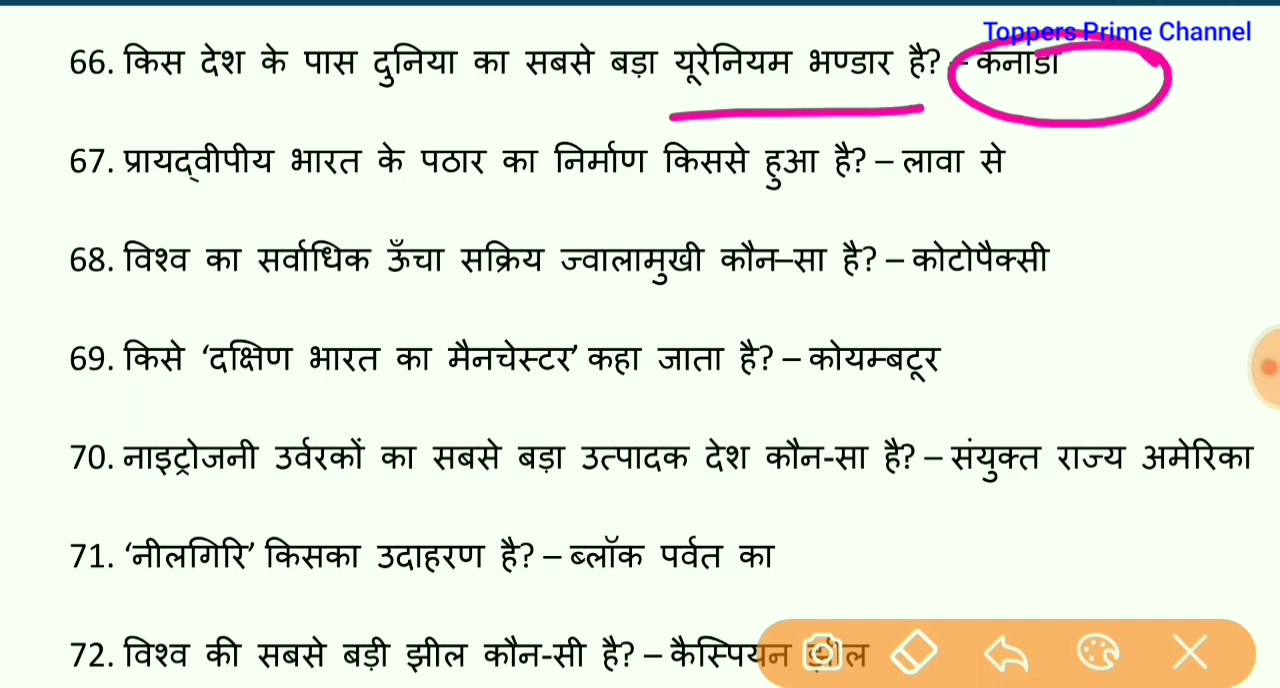 Toppers Prime Channel
66. किस देश के पास दुनिया का सबसे बड़ा यूरेनियम भण्डार है? – कनाडा
67. प्रायद्वीपीय भारत के पठार का निर्माण किससे हुआ है? – लावा से
68. विश्व का सर्वाधिक ऊँचा सक्रिय ज्वालामुखी कौन–सा है? – कोटोपैक्सी
69. किसे ‘दक्षिण भारत का मैनचेस्टर’ कहा जाता है? – कोयम्बटूर
70. नाइट्रोजनी उर्वरकों का सबसे बड़ा उत्पादक देश कौन-सा है? – संयुक्त राज्य अमेरिका
71. ‘नीलगिरि’ किसका उदाहरण है? – ब्लॉक पर्वत का
72. विश्व की सबसे बड़ी झील कौन-सी है? – कैस्पियन झील